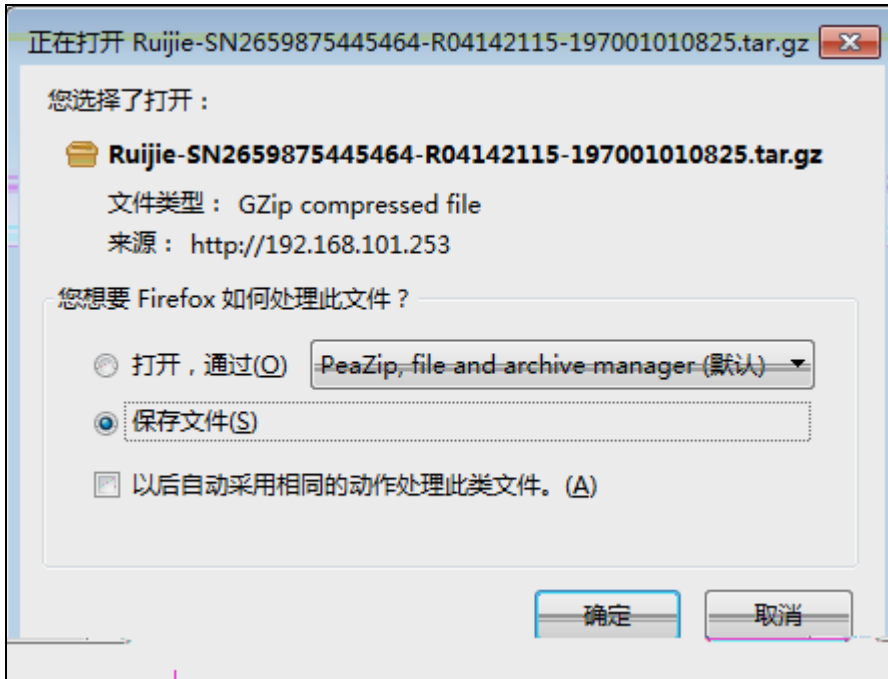 正在打开 Ruijie-SN2659875445464-R04142115-197001010825.tar.gz
您选择了打开：
Ruijie-SN2659875445464-R04142115-197001010825.tar.gz
文件类型： GZip compressed file
来源： http://192.168.101.253
您想要 Firefox 如何处理此文件？
打开，通过(O) PeaZip, file and archive manager (默认)
保存文件(S)
以后自动采用相同的动作处理此类文件。(A)
确定 取消